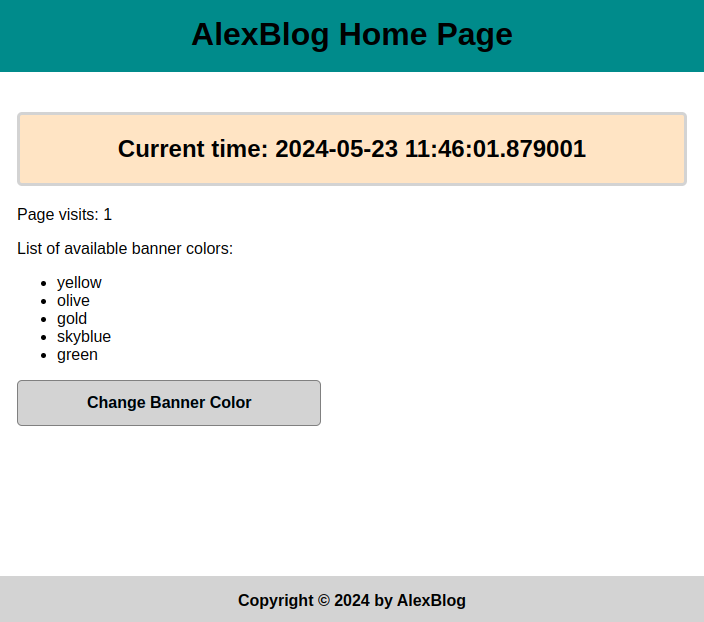 AlexBlog Home Page
Current time: 2024-05-23 11:46:01.879001
Page visits: 1
List of available banner colors:
yellow
olive
gold
skyblue
green
Change Banner Color
Copyright © 2024 by AlexBlog